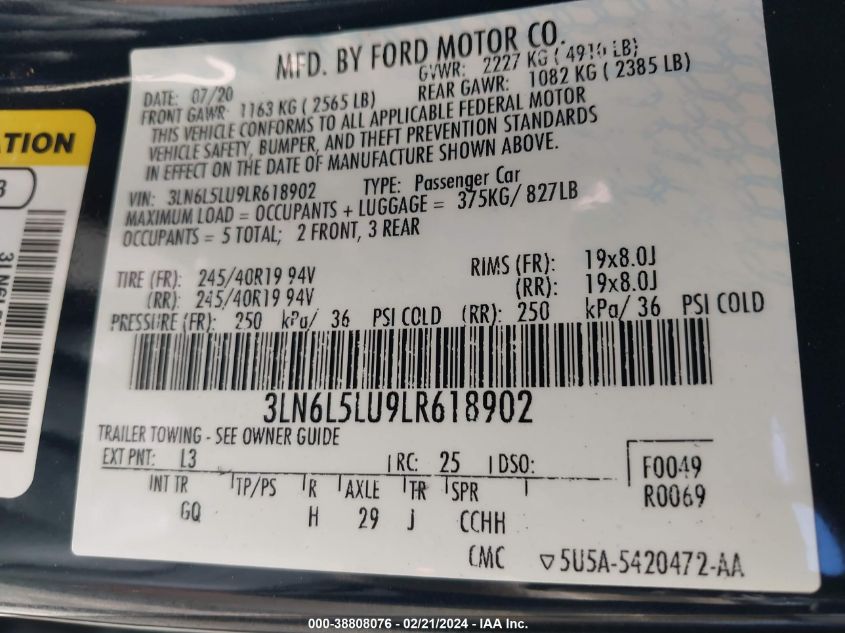 MFD. BY FORD MOTOR CO.
DATE: 07/20 GVWR: 2227 KG ( 4910 LB)
FRONT GAWR: 1163 KG ( 2565 LB) REAR GAWR: 1082 KG ( 2385 LB)
THIS VEHICLE CONFORMS TO ALL APPLICABLE FEDERAL MOTOR
VEHICLE SAFETY, BUMPER, AND THEFT PREVENTION STANDARDS
IN EFFECT ON THE DATE OF MANUFACTURE SHOWN ABOVE.
VIN: 3LN6L5LU9LR618902 TYPE: Passenger Car
MAXIMUM LOAD = OCCUPANTS + LUGGAGE = 375KG/ 827LB
OCCUPANTS = 5 TOTAL; 2 FRONT, 3 REAR
TIRE (FR): 245/40R19 94V RIMS (FR): 19x8.0J
(RR): 245/40R19 94V (RR): 19x8.0J
PRESSURE (FR): 250 kPa/ 36 PSI COLD (RR): 250 kPa/ 36 PSI COLD
3LN6L5LU9LR618902
TRAILER TOWING - SEE OWNER GUIDE
EXT PNT: L3 RC: 25 DSO: F0049
INT TR TP/PS R AXLE TR SPR R0069
GQ H 29 J CCHH
CMC ▽5U5A-5420472-AA
ATION
3
000-38808076 - 02/21/2024 - IAA Inc.